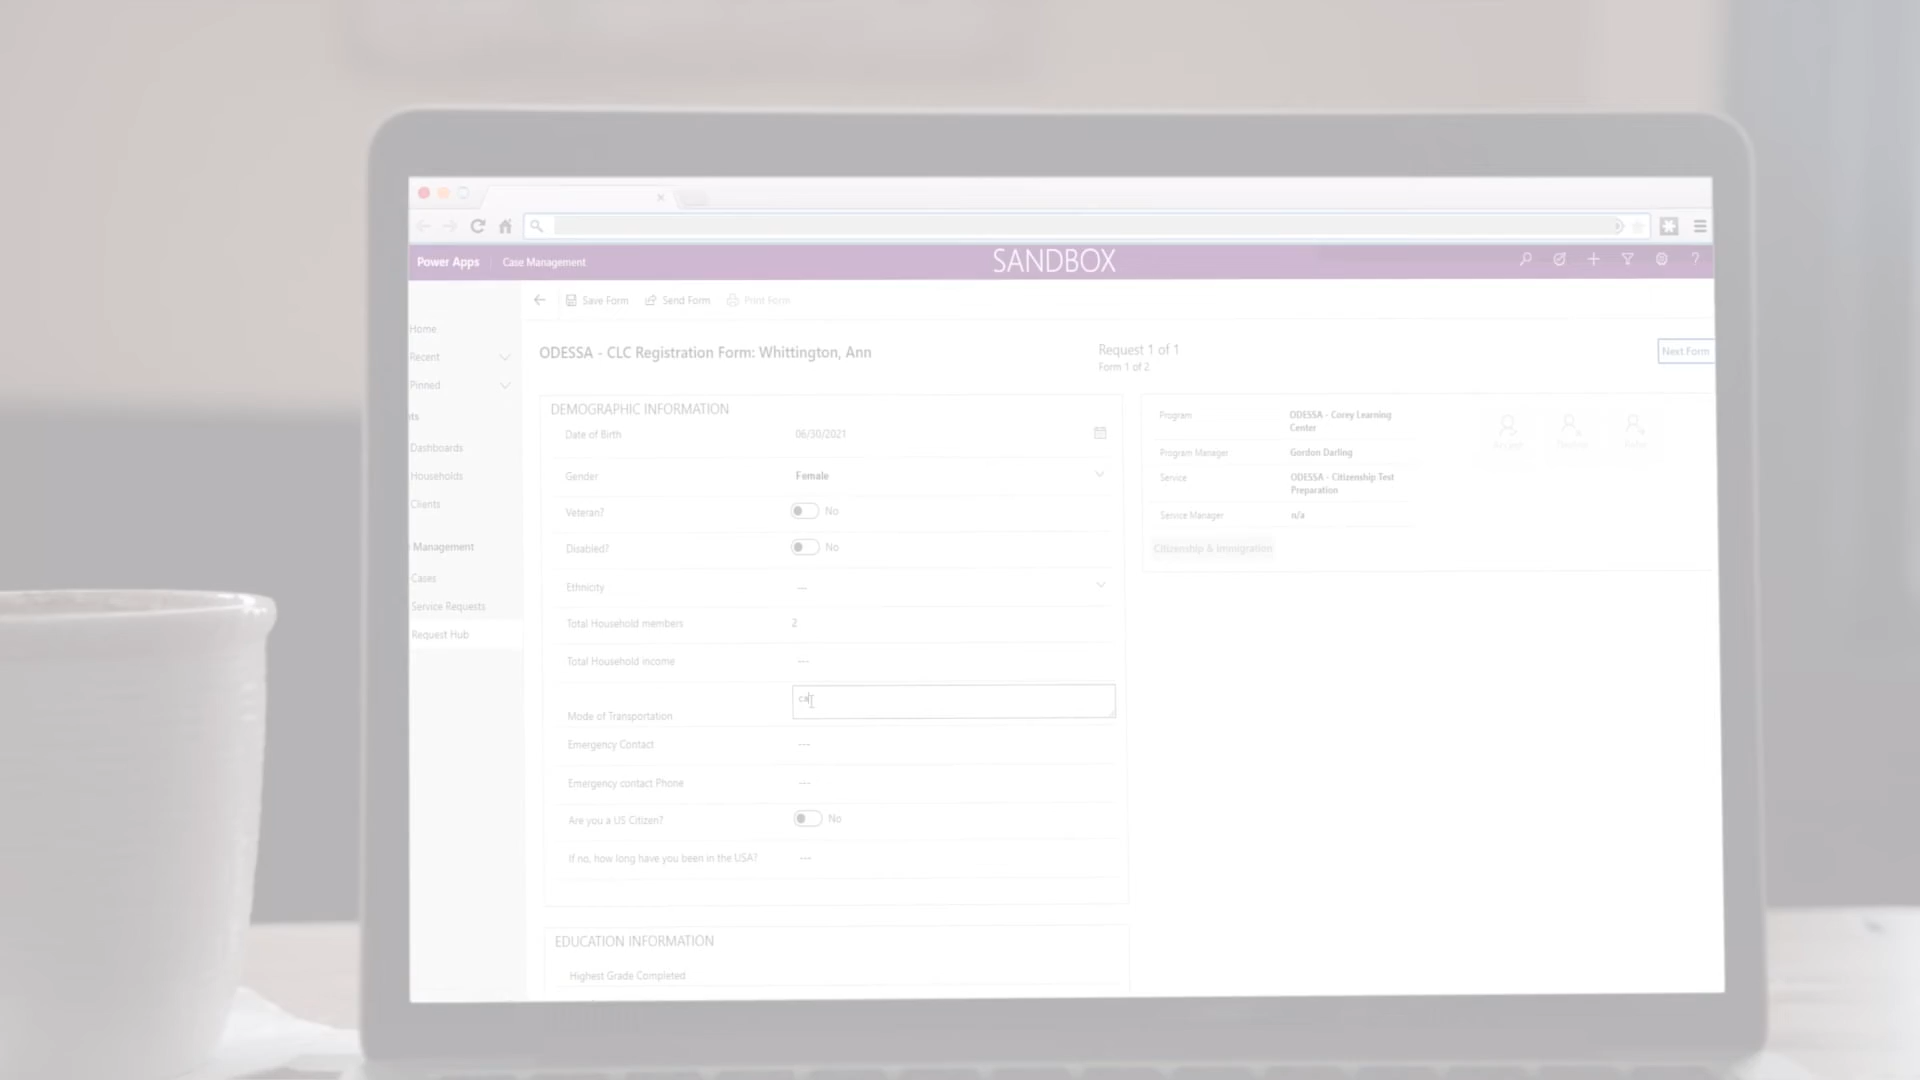 Power Apps Case Management SANDBOX ?
Save Form Send Form Print Form
Home
Recent
Pinned
ts
Dashboards
Households
Clients
Management
Cases
Service Requests
Request Hub
ODESSA - CLC Registration Form: Whittington, Ann
Request 1 of 1
Form 1 of 2
Next Form
DEMOGRAPHIC INFORMATION
Date of Birth 06/30/2021
Gender Female
Veteran? No
Disabled? No
Ethnicity ---
Total Household members 2
Total Household income ---
Mode of Transportation
Emergency Contact ---
Emergency contact Phone ---
Are you a US Citizen? No
If no, how long have you been in the USA? ---
EDUCATION INFORMATION
Highest Grade Completed
Program ODESSA - Corey Learning
Center
Program Manager Gordon Darling
Service ODESSA - Citizenship Test
Preparation
Service Manager n/a
Citizenship & Immigration